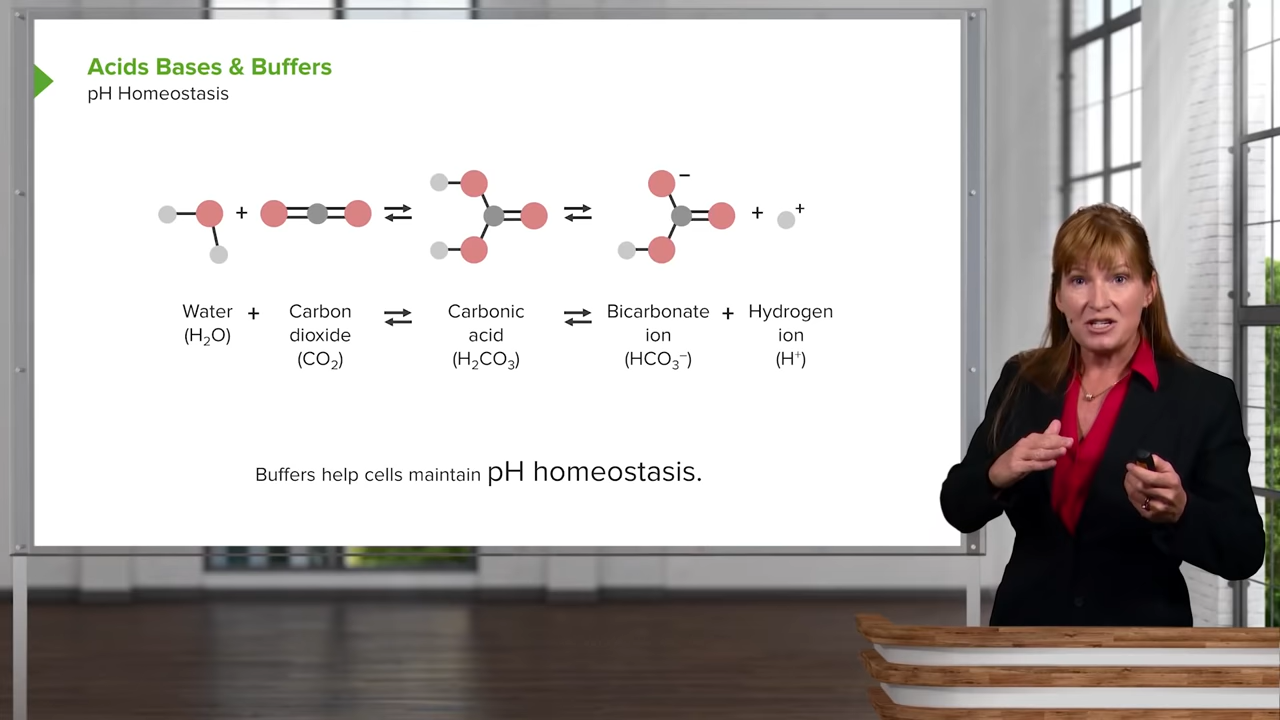 Acids Bases & Buffers
pH Homeostasis
+ ⇌ ⇌ − + +
Water + Carbon ⇌ Carbonic ⇌ Bicarbonate + Hydrogen
(H₂O) dioxide acid ion ion
(CO₂) (H₂CO₃) (HCO₃⁻) (H⁺)
Buffers help cells maintain pH homeostasis.